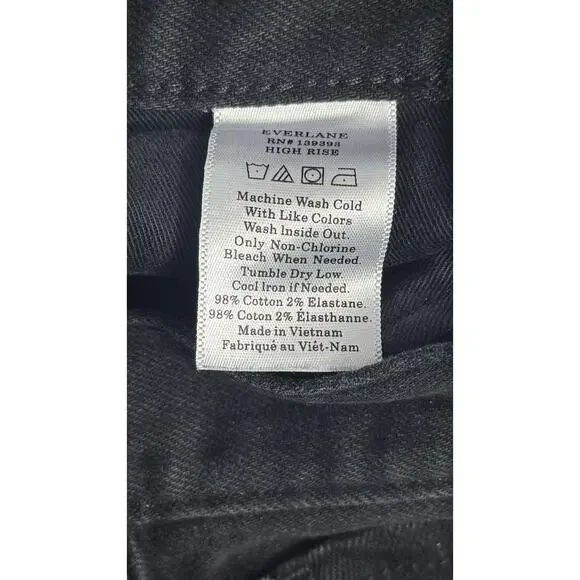 EVERLANE
RN# 139393
HIGH RISE
Machine Wash Cold
With Like Colors
Wash Inside Out.
Only Non-Chlorine
Bleach When Needed.
Tumble Dry Low.
Cool Iron if Needed.
98% Cotton 2% Elastane.
98% Coton 2% Élasthanne.
Made in Vietnam
Fabriqué au Viêt-Nam